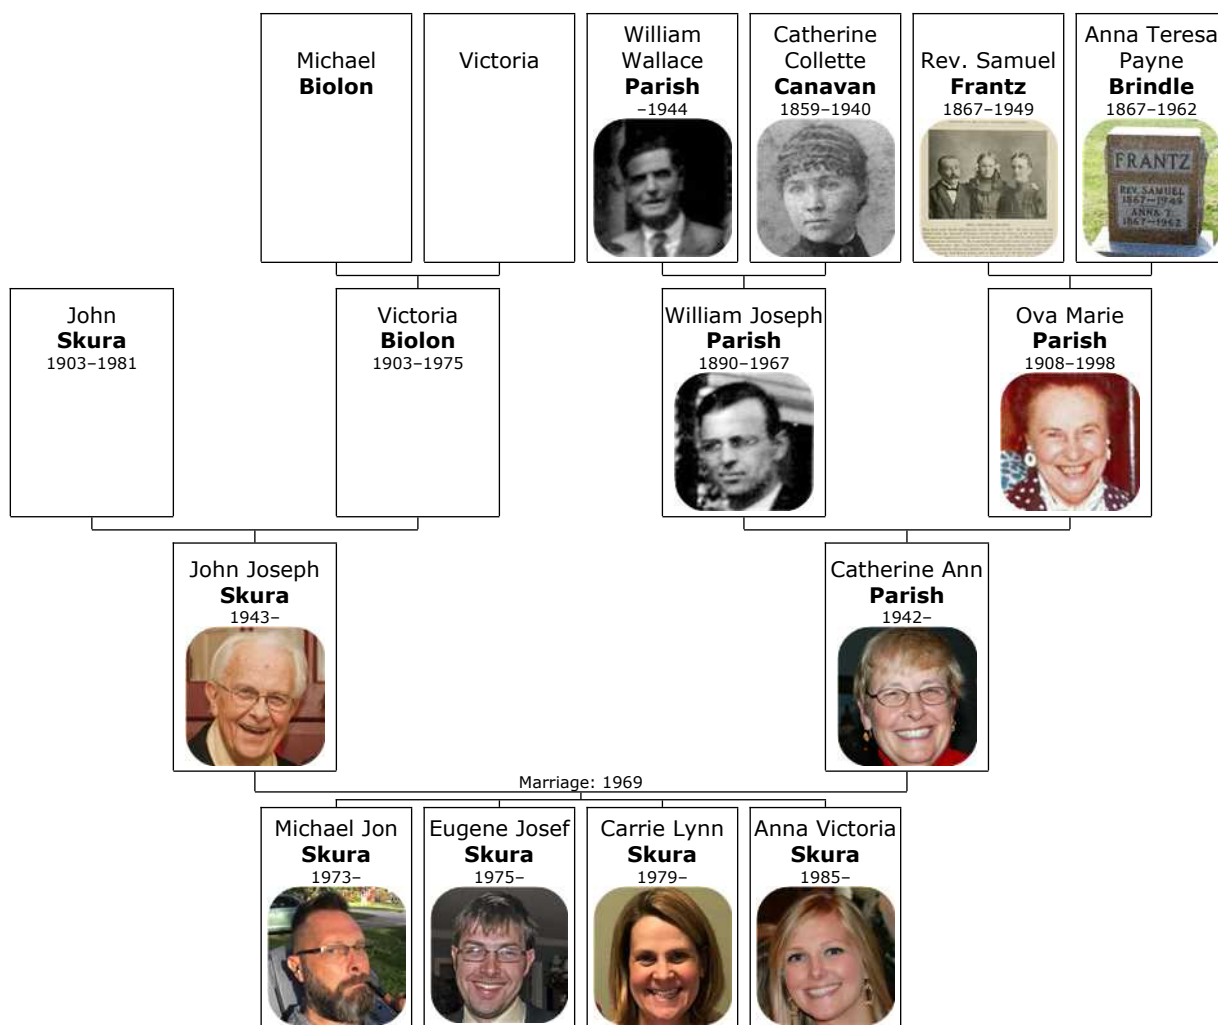 Michael
Biolon
Victoria
William
Wallace
Parish
–1944
Catherine
Collette
Canavan
1859–1940
Rev. Samuel
Frantz
1867–1949
Anna Teresa
Payne
Brindle
1867–1962
FRANTZ
REV. SAMUEL
1867–1949
ANNA T.
1867–1962
John
Skura
1903–1981
Victoria
Biolon
1903–1975
William Joseph
Parish
1890–1967
Ova Marie
Parish
1908–1998
John Joseph
Skura
1943–
Catherine Ann
Parish
1942–
Marriage: 1969
Michael Jon
Skura
1973–
Eugene Josef
Skura
1975–
Carrie Lynn
Skura
1979–
Anna Victoria
Skura
1985–